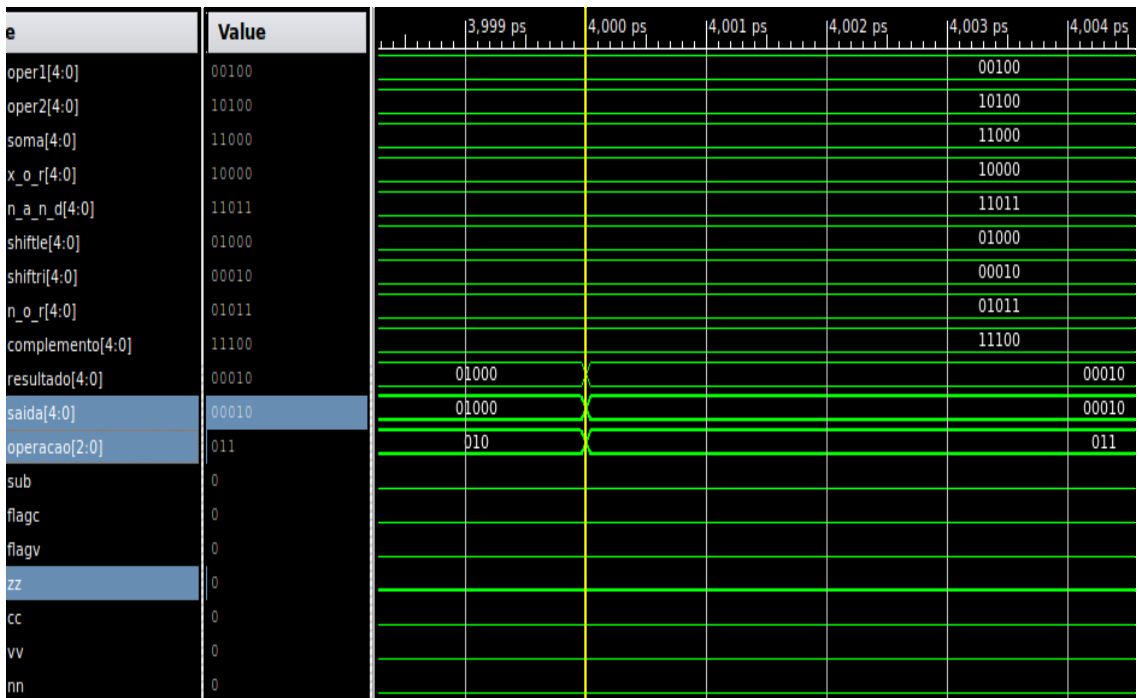 e Value 3,999 ps 4,000 ps 4,001 ps 4,002 ps 4,003 ps 4,004 ps
oper1[4:0] 00100 00100
oper2[4:0] 10100 10100
soma[4:0] 11000 11000
x_o_r[4:0] 10000 10000
n_a_n_d[4:0] 11011 11011
shiftle[4:0] 01000 01000
shiftri[4:0] 00010 00010
n_o_r[4:0] 01011 01011
complemento[4:0] 11100 11100
resultado[4:0] 00010 01000 00010
saida[4:0] 00010 01000 00010
operacao[2:0] 011 010 011
sub 0
flagc 0
flagv 0
zz 0
cc 0
vv 0
nn 0